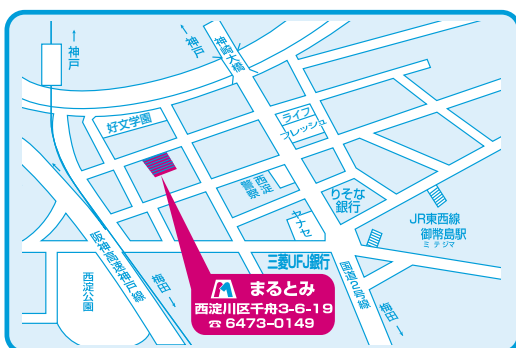 ↑
神戸
↑
神戸
神崎大橋
好文学園
ライフ
フレッシュ
西淀
警察
りそな
銀行
ヤナセ
JR東西線
御幣島駅
ミテジマ
三菱UFJ銀行
阪神高速神戸線
梅田
↓
西淀公園
国道2号線
梅田
↓
まるとみ
西淀川区千舟3-6-19
☎ 6473-0149